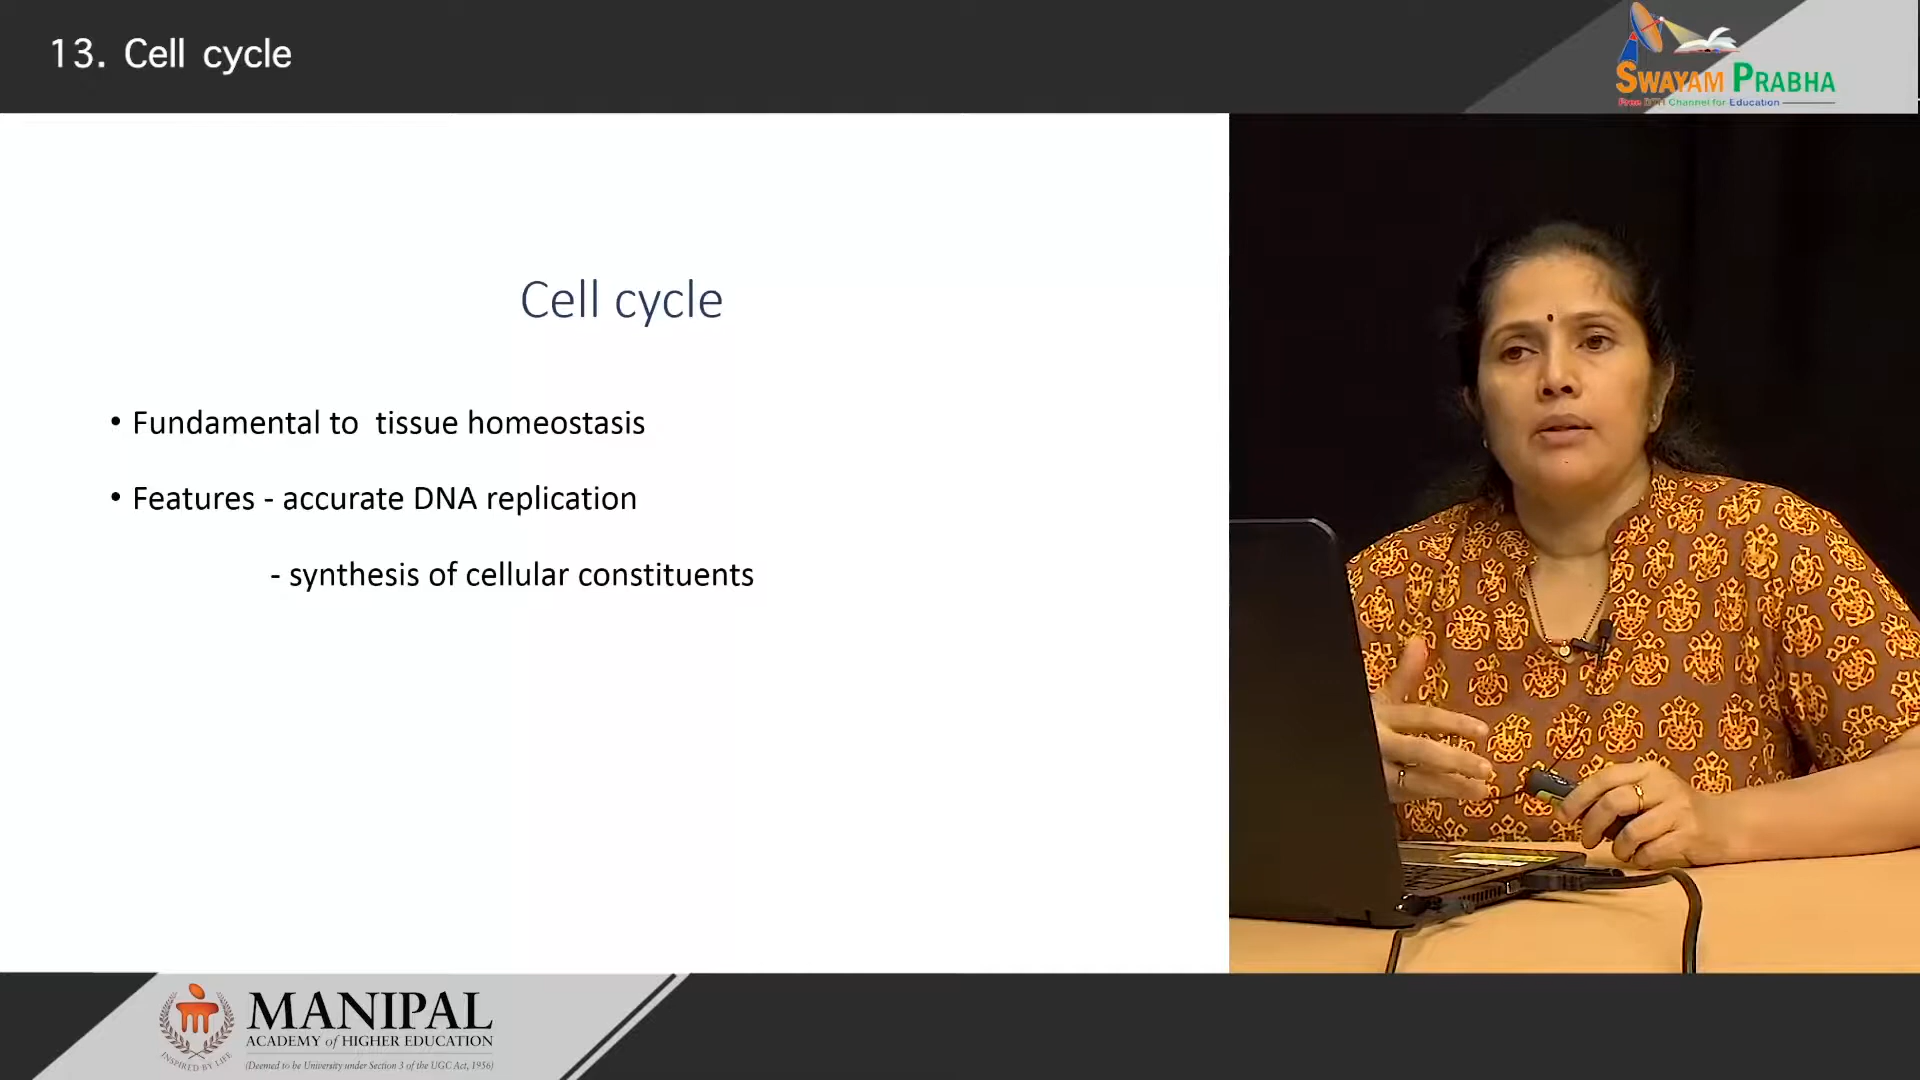 13. Cell cycle
SWAYAM PRABHA
Free DTH Channel for Education
Cell cycle
• Fundamental to tissue homeostasis
• Features - accurate DNA replication
- synthesis of cellular constituents
MANIPAL
ACADEMY of HIGHER EDUCATION
(Deemed to be University under Section 3 of the UGC Act, 1956)
INSPIRED BY LIFE